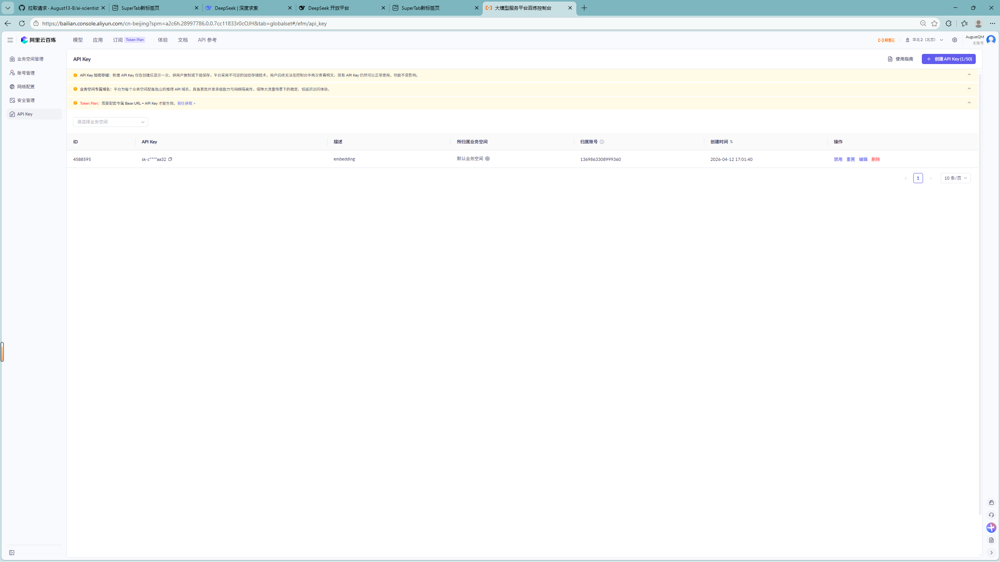 拉取请求 · August13-B/ai-scientist
SuperTab新标签页
DeepSeek | 深度求索
DeepSeek 开放平台
SuperTab新标签页
大模型服务平台百炼控制台
https://bailian.console.aliyun.com/cn-beijing?spm=a2c6h.28997786.0.0.7cc11833r0cOJH&tab=globalset#/efm/api_key
阿里云百炼
模型
应用
订阅 Token Plan
体验
文档
API 参考
阿里云
华北2（北京）
AugustQM
主账号
业务空间管理
账号管理
网络配置
安全管理
API Key
API Key
使用指南
创建 API Key (1/50)
API Key 加密存储：新建 API Key 仅在创建后显示一次，供用户复制或下载保存，平台采用不可逆的加密存储技术，用户后续无法在控制台中再次查看明文。现有 API Key 仍然可以正常使用，功能不受影响。
业务空间专属域名：平台为每个业务空间配备独立的推理 API 域名，具备更高并发承载能力与网络隔离性，保障大流量场景下的稳定、低延迟访问体验。
Token Plan：需要配套专属 Base URL + API Key 才能生效。前往获取 >
请选择业务空间
ID
API Key
描述
所归属业务空间
归属账号
创建时间
操作
4588595
sk-c****aa32
embedding
默认业务空间
1369863308999360
2026-04-12 17:01:40
禁用 重置 编辑 删除
1
10 条/页